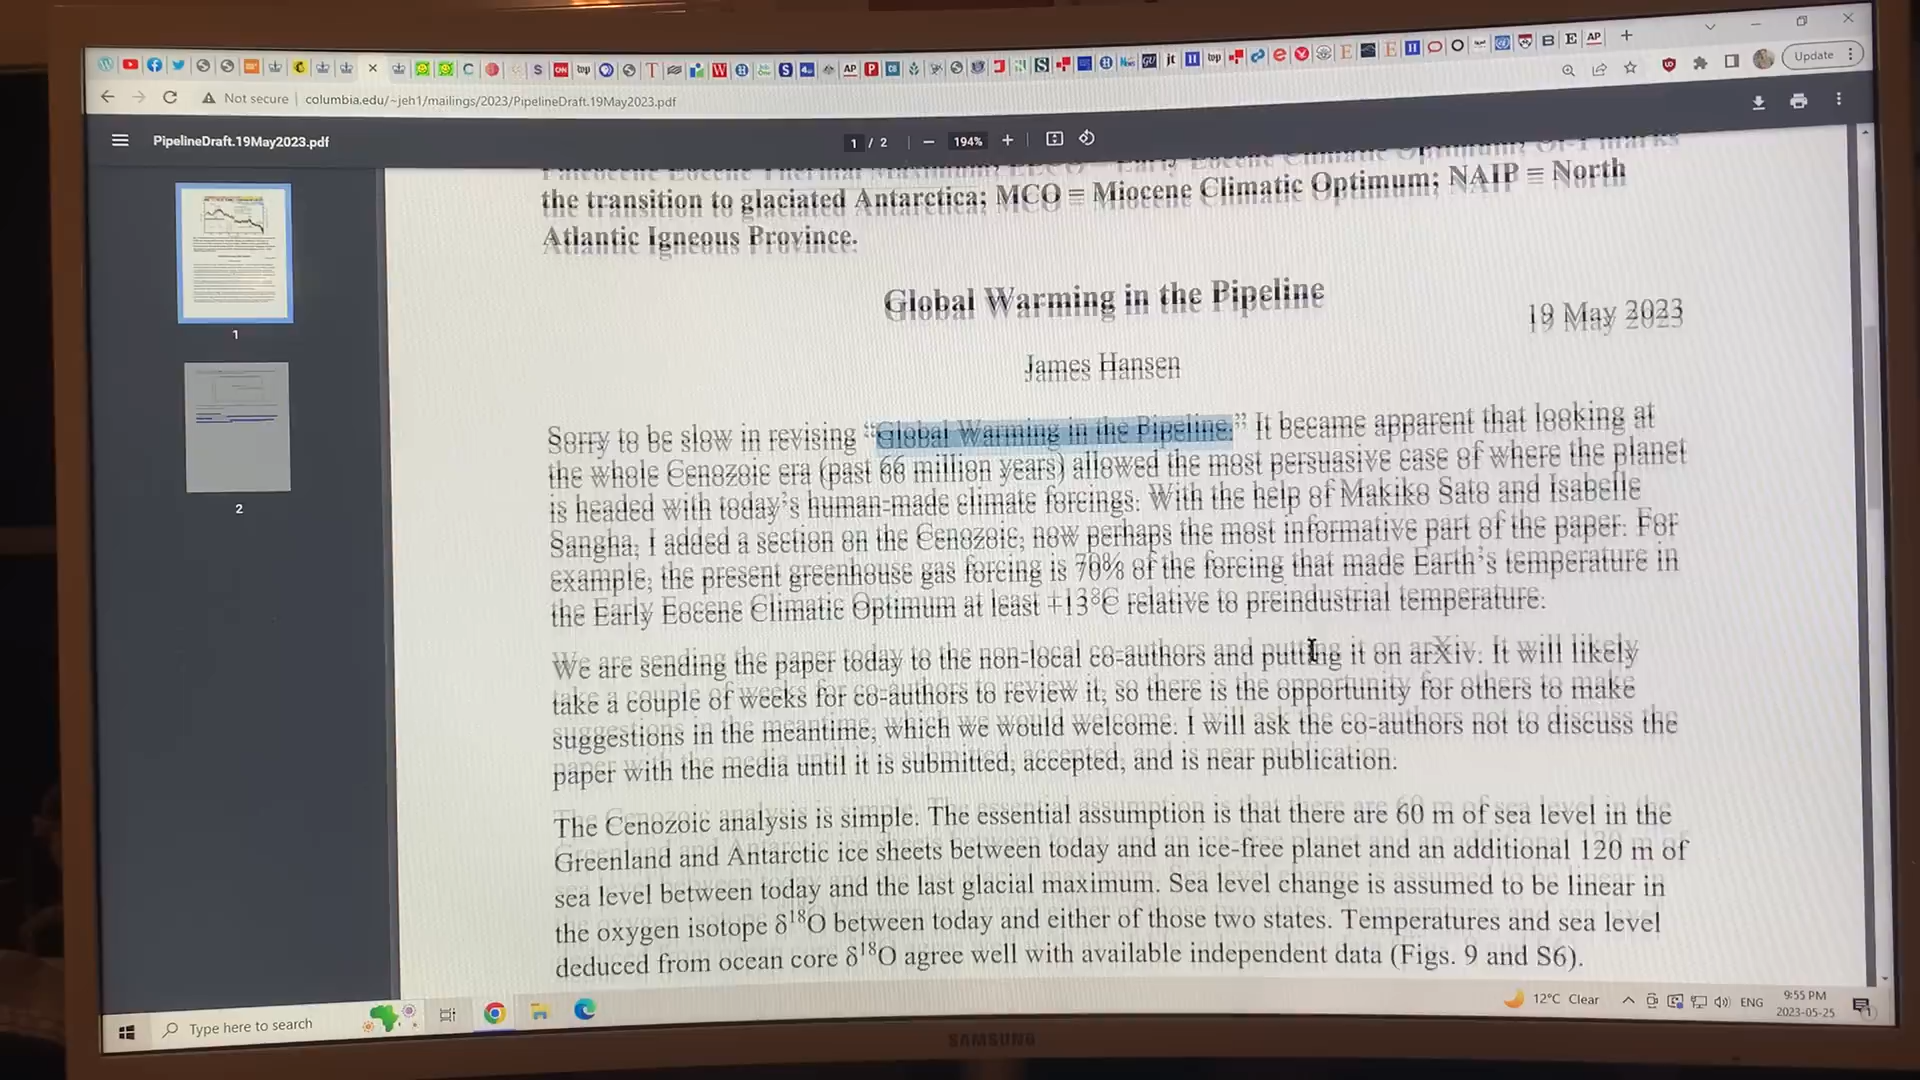 Update
Not secure | columbia.edu/~jeh1/mailings/2023/PipelineDraft.19May2023.pdf
PipelineDraft.19May2023.pdf
1 / 2
194%
the transition to glaciated Antarctica; MCO ≡ Miocene Climatic Optimum; NAIP ≡ North
Atlantic Igneous Province.
Global Warming in the Pipeline
19 May 2023
James Hansen
Sorry to be slow in revising “Global Warming in the Pipeline.” It became apparent that looking at
the whole Cenozoic era (past 66 million years) allowed the most persuasive case of where the planet
is headed with today’s human-made climate forcings. With the help of Makiko Sato and Isabelle
Sangha, I added a section on the Cenozoic, now perhaps the most informative part of the paper. For
example, the present greenhouse gas forcing is 70% of the forcing that made Earth’s temperature in
the Early Eocene Climatic Optimum at least +13°C relative to preindustrial temperature.
We are sending the paper today to the non-local co-authors and putting it on arXiv. It will likely
take a couple of weeks for co-authors to review it, so there is the opportunity for others to make
suggestions in the meantime, which we would welcome. I will ask the co-authors not to discuss the
paper with the media until it is submitted, accepted, and is near publication.
The Cenozoic analysis is simple. The essential assumption is that there are 60 m of sea level in the
Greenland and Antarctic ice sheets between today and an ice-free planet and an additional 120 m of
sea level between today and the last glacial maximum. Sea level change is assumed to be linear in
the oxygen isotope δ¹⁸O between today and either of those two states. Temperatures and sea level
deduced from ocean core δ¹⁸O agree well with available independent data (Figs. 9 and S6).
1
2
Type here to search
12°C Clear
ENG
9:55 PM
2023-05-25
SAMSUNG